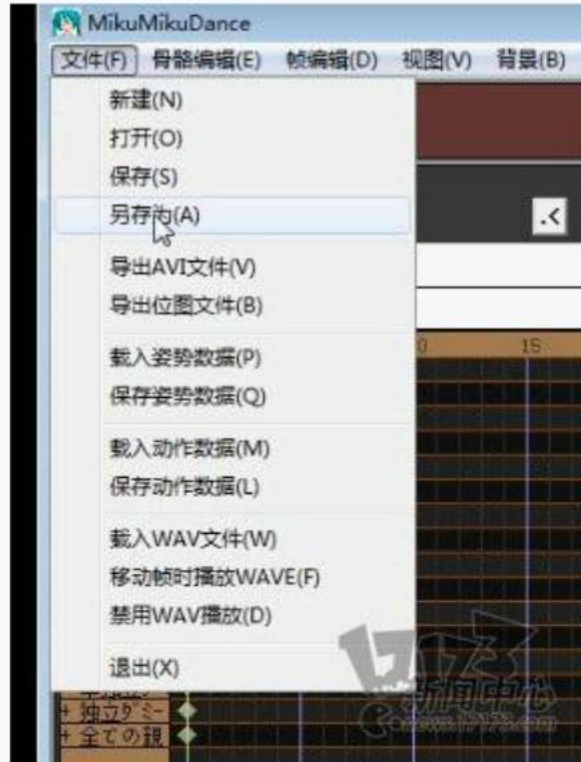 MikuMikuDance
文件(F) 骨骼编辑(E) 帧编辑(D) 视图(V) 背景(B)
新建(N)
打开(O)
保存(S)
另存为(A)
.<
导出AVI文件(V)
导出位图文件(B)
载入姿势数据(P)
0 15
保存姿势数据(Q)
载入动作数据(M)
保存动作数据(L)
载入WAV文件(W)
移动帧时播放WAVE(F)
禁用WAV播放(D)
退出(X)
17173
新闻中心
news.17173.com
+ 独立ダミー
+ 全ての親